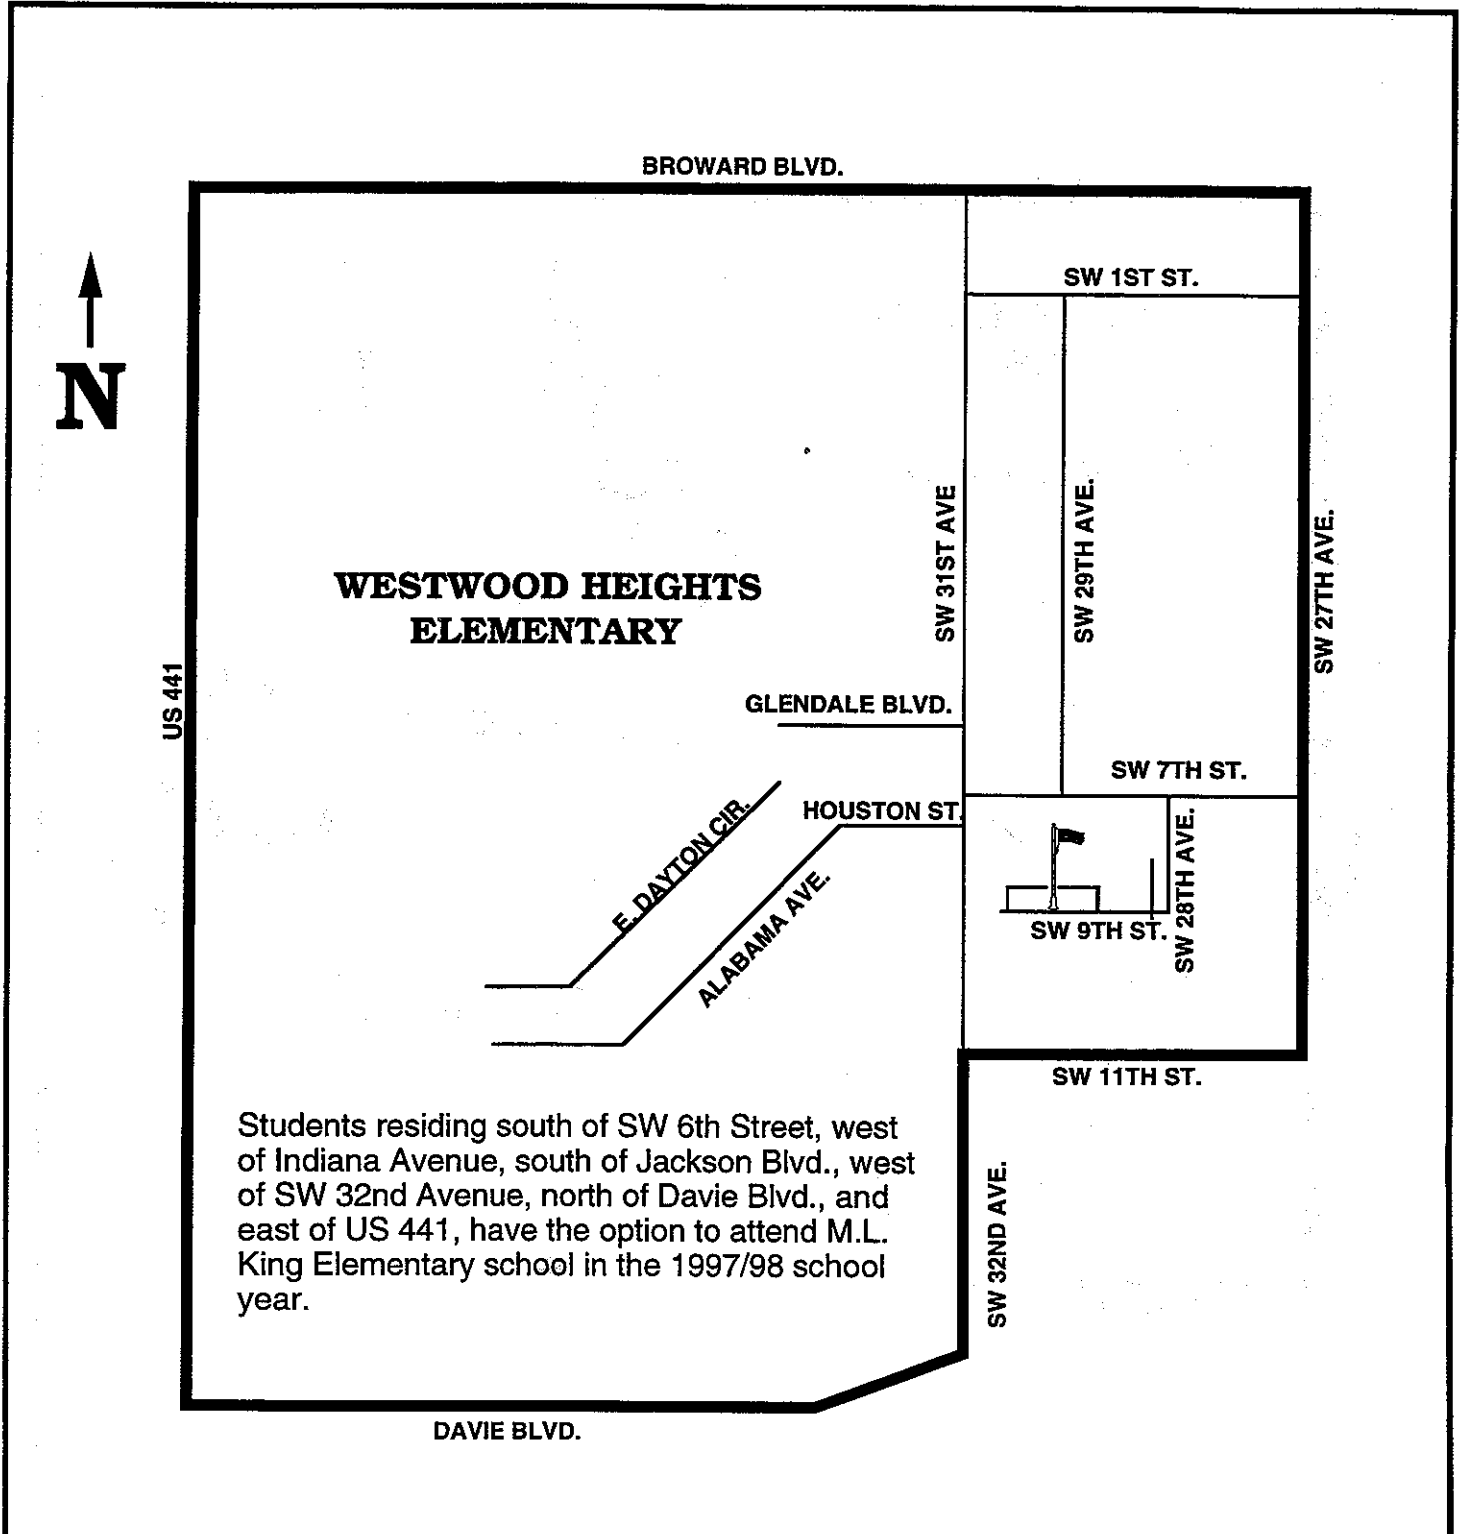 BROWARD BLVD.
SW 1ST ST.
N
SW 31ST AVE
SW 29TH AVE.
SW 27TH AVE.
WESTWOOD HEIGHTS
ELEMENTARY
US 441
GLENDALE BLVD.
SW 7TH ST.
HOUSTON ST.
E. DAYTON CIR.
ALABAMA AVE.
SW 28TH AVE.
SW 9TH ST.
SW 11TH ST.
Students residing south of SW 6th Street, west
of Indiana Avenue, south of Jackson Blvd., west
of SW 32nd Avenue, north of Davie Blvd., and
east of US 441, have the option to attend M.L.
King Elementary school in the 1997/98 school
year.
SW 32ND AVE.
DAVIE BLVD.